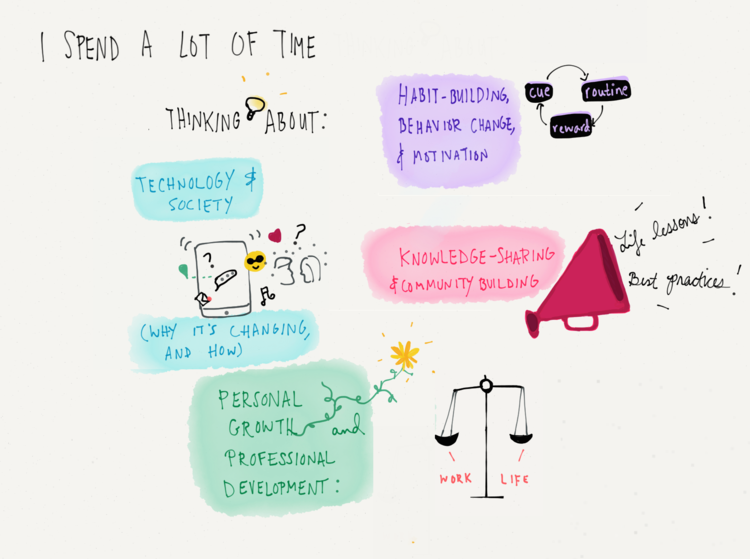 I SPEND A LOT OF TIME
THINKING ABOUT:
TECHNOLOGY &
SOCIETY
?
?
(WHY IT'S CHANGING,
AND HOW)
HABIT-BUILDING,
BEHAVIOR CHANGE,
& MOTIVATION
cue
routine
reward
KNOWLEDGE-SHARING
& COMMUNITY BUILDING
Life lessons!
Best practices!
PERSONAL
GROWTH and
PROFESSIONAL
DEVELOPMENT:
WORK LIFE